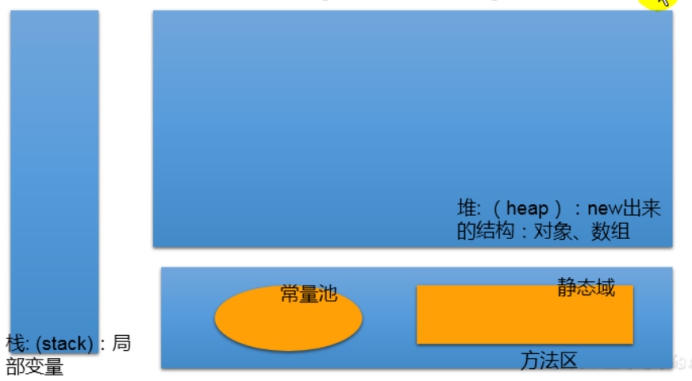 堆:（heap）: new出来
的结构：对象、数组
常量池
静态域
栈: (stack)：局
部变量
方法区